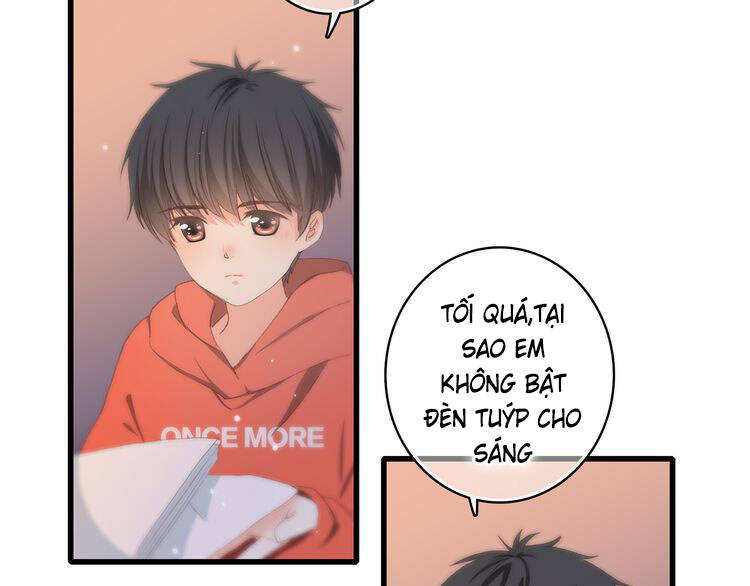 ONCE MORE
TỐI QUÁ,TẠI
SAO EM
KHÔNG BẬT
ĐÈN TUÝP CHO
SÁNG